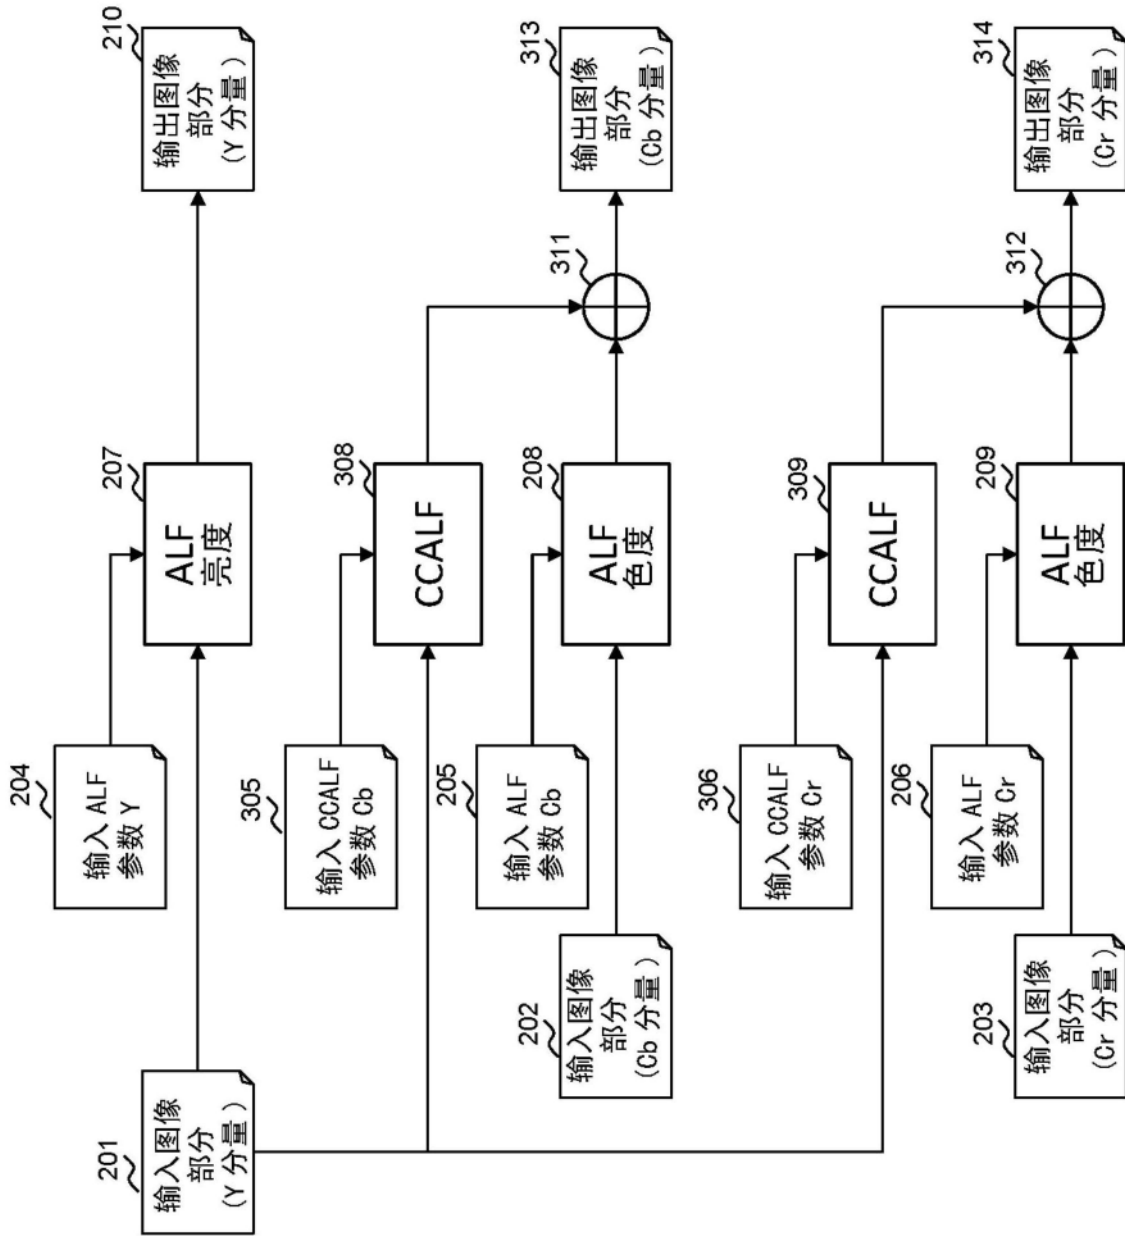 201
输入图像
部分
(Y 分量)
204
输入 ALF
参数 Y
207
ALF
亮度
210
输出图像
部分
(Y 分量)
305
输入 CCALF
参数 Cb
308
CCALF
311
313
输出图像
部分
(Cb 分量)
202
输入图像
部分
(Cb 分量)
205
输入 ALF
参数 Cb
208
ALF
色度
306
输入 CCALF
参数 Cr
309
CCALF
312
314
输出图像
部分
(Cr 分量)
203
输入图像
部分
(Cr 分量)
206
输入 ALF
参数 Cr
209
ALF
色度